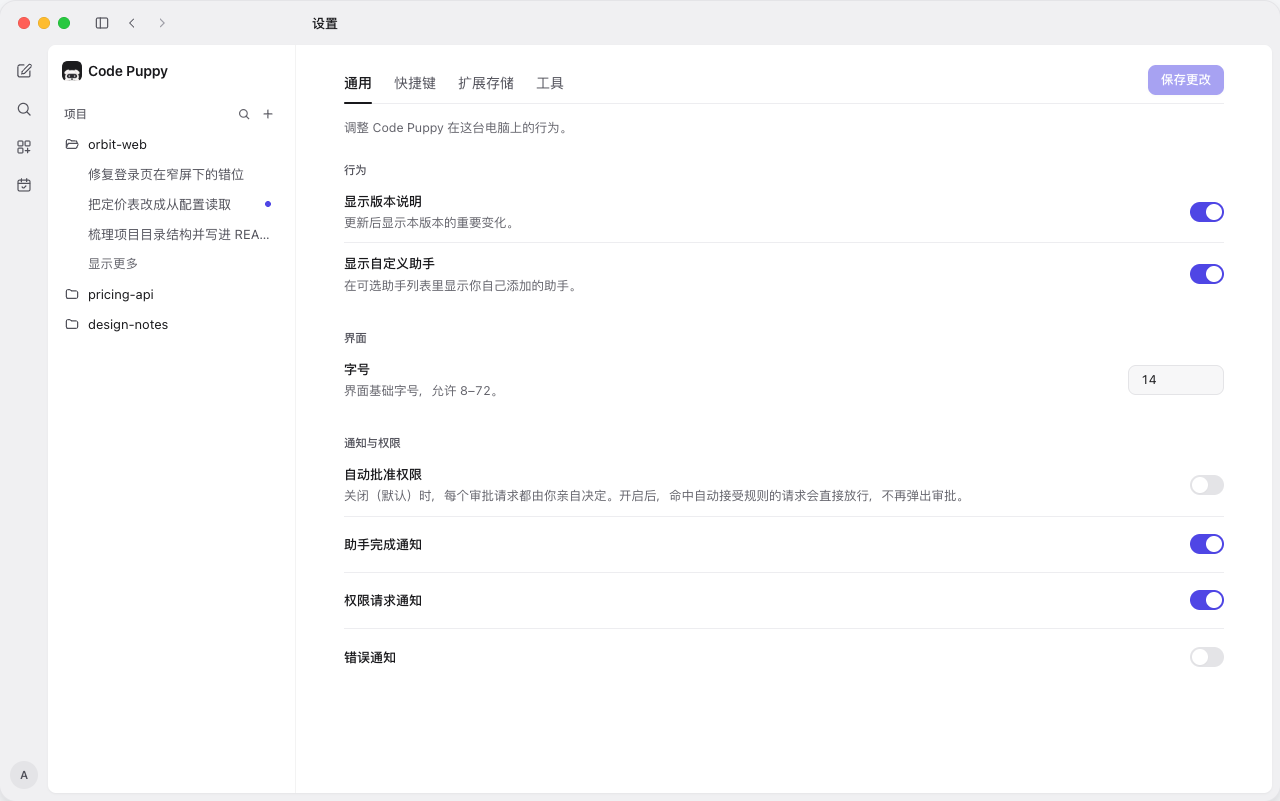 设置
Code Puppy
项目
orbit-web
修复登录页在窄屏下的错位
把定价表改成从配置读取
梳理项目目录结构并写进 REA...
显示更多
pricing-api
design-notes
A
通用 快捷键 扩展存储 工具
保存更改
调整 Code Puppy 在这台电脑上的行为。
行为
显示版本说明
更新后显示本版本的重要变化。
显示自定义助手
在可选助手列表里显示你自己添加的助手。
界面
字号
界面基础字号，允许 8–72。
14
通知与权限
自动批准权限
关闭（默认）时，每个审批请求都由你亲自决定。开启后，命中自动接受规则的请求会直接放行，不再弹出审批。
助手完成通知
权限请求通知
错误通知